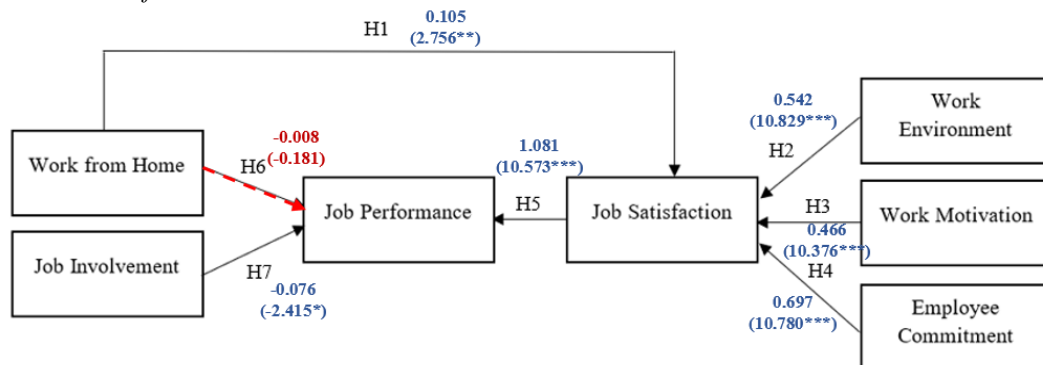 H1
0.105
(2.756**)
Work from Home
H6
-0.008
(-0.181)
Job Involvement
H7
-0.076
(-2.415*)
Job Performance
1.081
(10.573***)
H5
Job Satisfaction
0.542
(10.829***)
H2
Work
Environment
H3
0.466
(10.376***)
Work Motivation
H4
0.697
(10.780***)
Employee
Commitment